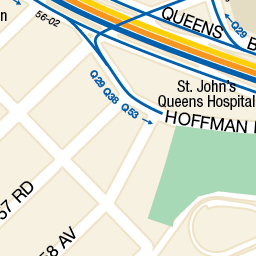 QUEENS B
Q29
56-02
St. John's
Queens Hospital
Q29 Q38 Q53
HOFFMAN
57 RD
58 AV